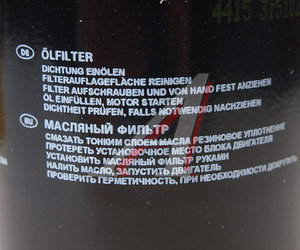 4415 31510
DE ÖLFILTER
DICHTUNG EINÖLEN
FILTERAUFLAGEFLÄCHE REINIGEN
FILTER AUFSCHRAUBEN UND VON HAND FEST ANZIEHEN
ÖL EINFÜLLEN, MOTOR STARTEN
DICHTHEIT PRÜFEN, FALLS NOTWENDIG NACHZIEHEN
RU МАСЛЯНЫЙ ФИЛЬТР
СМАЗАТЬ ТОНКИМ СЛОЕМ МАСЛА РЕЗИНОВОЕ УПЛОТНЕНИЕ
ПРОТЕРЕТЬ УСТАНОВОЧНОЕ МЕСТО БЛОКА ДВИГАТЕЛЯ
УСТАНОВИТЬ МАСЛЯНЫЙ ФИЛЬТР РУКАМИ
НАЛИТЬ МАСЛО, ЗАПУСТИТЬ ДВИГАТЕЛЬ
ПРОВЕРИТЬ ГЕРМЕТИЧНОСТЬ, ПРИ НЕОБХОДИМОСТИ ДОКРУТИТЬ